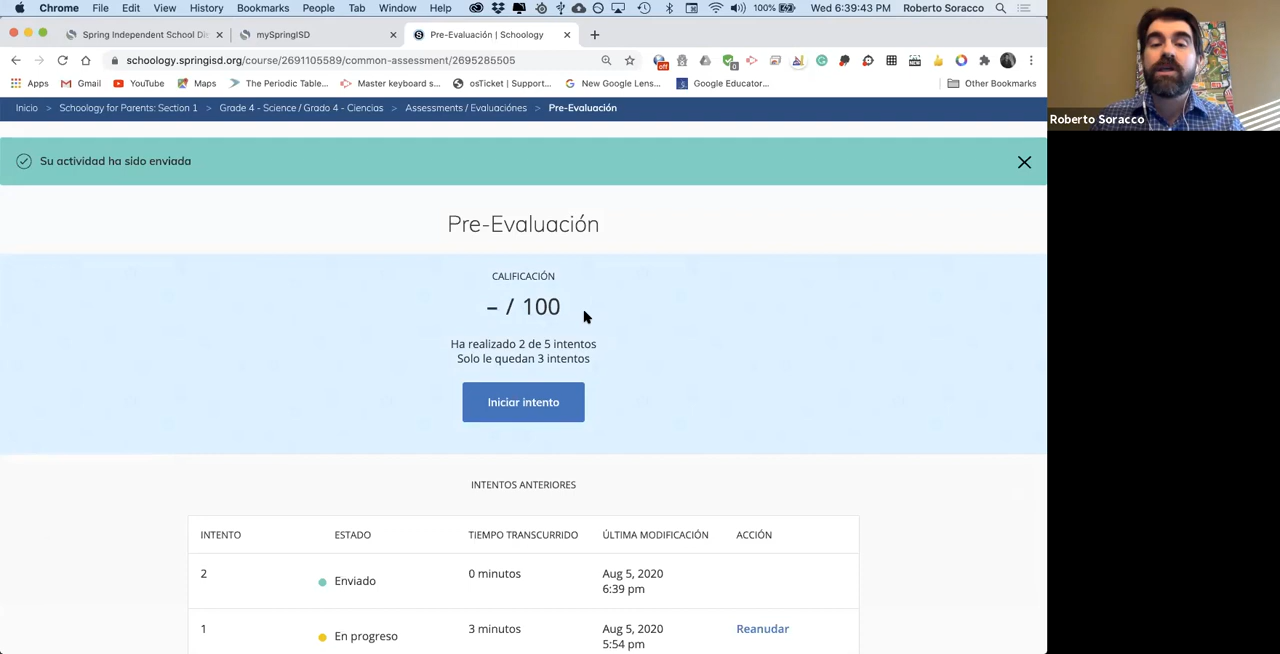 Chrome File Edit View History Bookmarks People Tab Window Help 100% Wed 6:39:43 PM Roberto Soracco
Spring Independent School Di mySpringISD Pre-Evaluación | Schoology
schoology.springisd.org/course/2691105589/common-assessment/2695285505
Apps Gmail YouTube Maps The Periodic Table... Master keyboard s... osTicket | Support... New Google Lens... Google Educator... Other Bookmarks
Inicio > Schoology for Parents: Section 1 > Grade 4 - Science / Grado 4 - Ciencias > Assessments / Evaluaciónes > Pre-Evaluación
Roberto Soracco
Su actividad ha sido enviada
Pre-Evaluación
CALIFICACIÓN
– / 100
Ha realizado 2 de 5 intentos
Solo le quedan 3 intentos
Iniciar intento
INTENTOS ANTERIORES
INTENTO ESTADO TIEMPO TRANSCURRIDO ÚLTIMA MODIFICACIÓN ACCIÓN
2 Enviado 0 minutos Aug 5, 2020
6:39 pm
1 En progreso 3 minutos Aug 5, 2020 Reanudar
5:54 pm